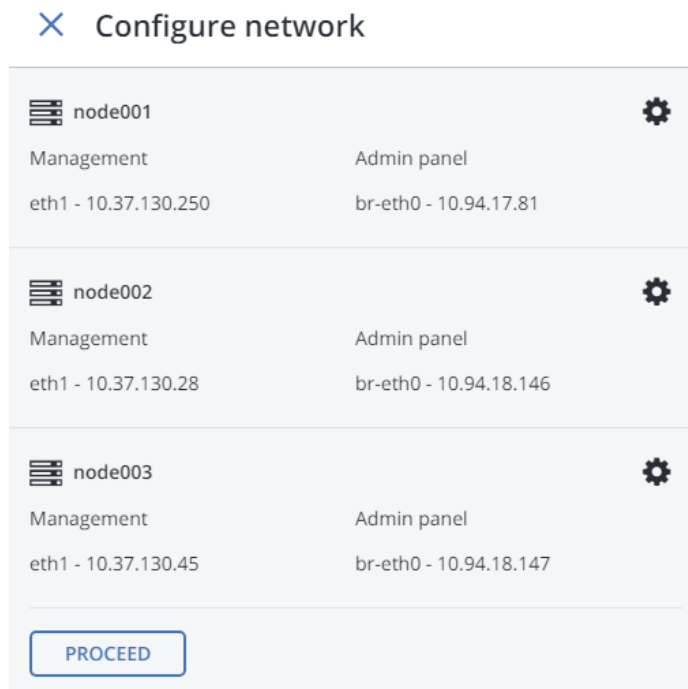 Configure network
node001
Management Admin panel
eth1 - 10.37.130.250 br-eth0 - 10.94.17.81
node002
Management Admin panel
eth1 - 10.37.130.28 br-eth0 - 10.94.18.146
node003
Management Admin panel
eth1 - 10.37.130.45 br-eth0 - 10.94.18.147
PROCEED